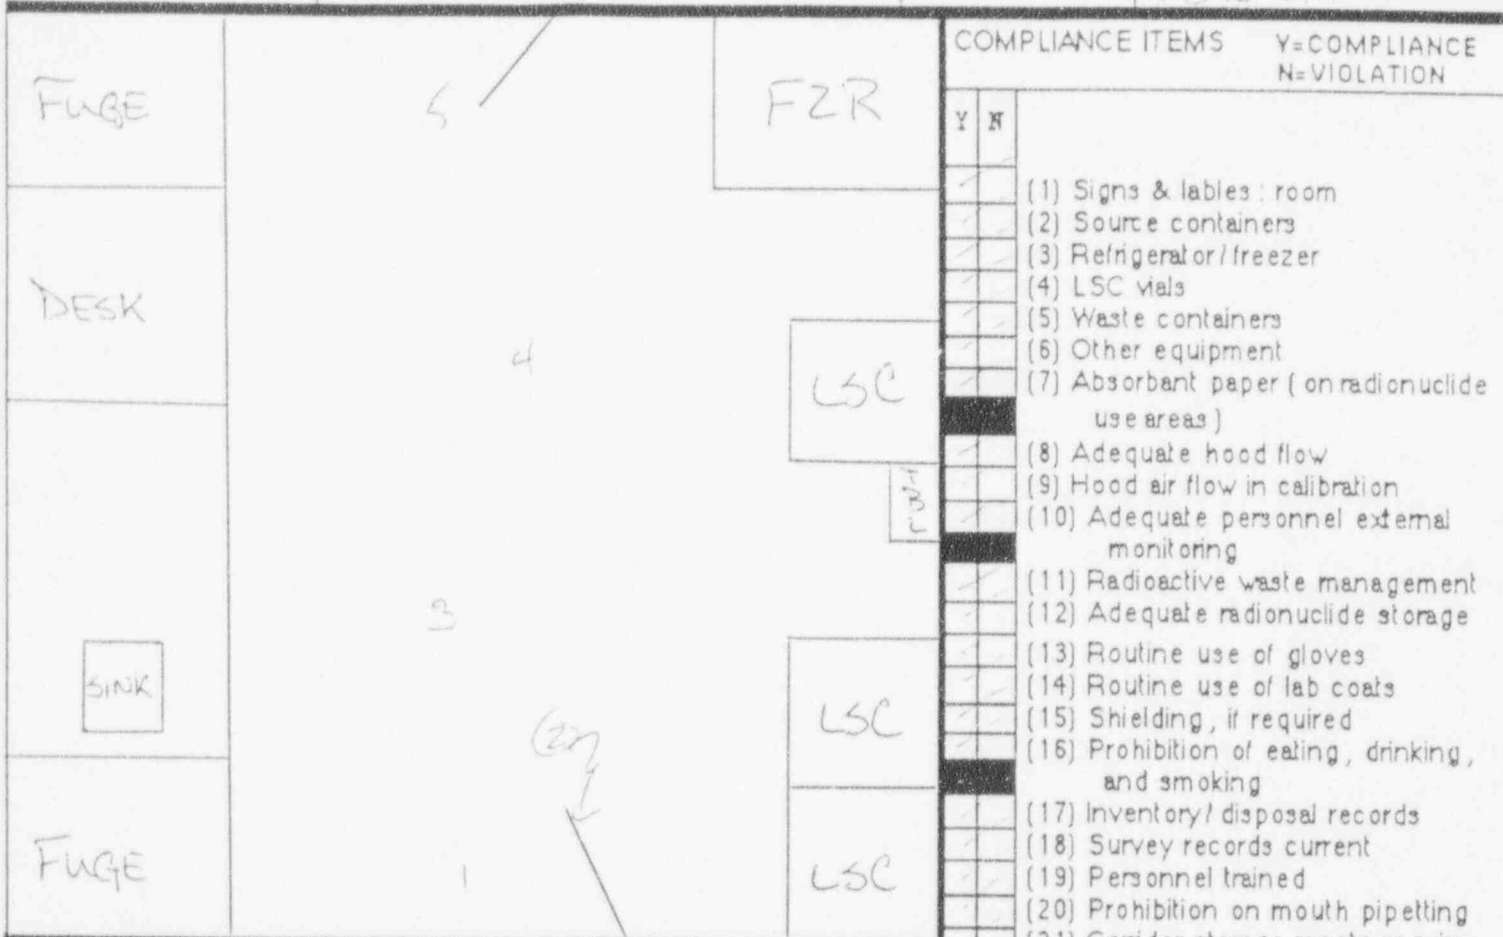 FUGE
5
FZR
DESK
4
LSC
3
SINK
(2)
LSC
FUGE
1
LSC
COMPLIANCE ITEMS Y=COMPLIANCE
N=VIOLATION
Y N
(1) Signs & lables : room
(2) Source containers
(3) Refrigerator/freezer
(4) LSC vials
(5) Waste containers
(6) Other equipment
(7) Absorbant paper ( on radionuclide
use areas )
(8) Adequate hood flow
(9) Hood air flow in calibration
(10) Adequate personnel external
monitoring
(11) Radioactive waste management
(12) Adequate radionuclide storage
(13) Routine use of gloves
(14) Routine use of lab coats
(15) Shielding, if required
(16) Prohibition of eating, drinking,
and smoking
(17) Inventory/ disposal records
(18) Survey records current
(19) Personnel trained
(20) Prohibition on mouth pipetting